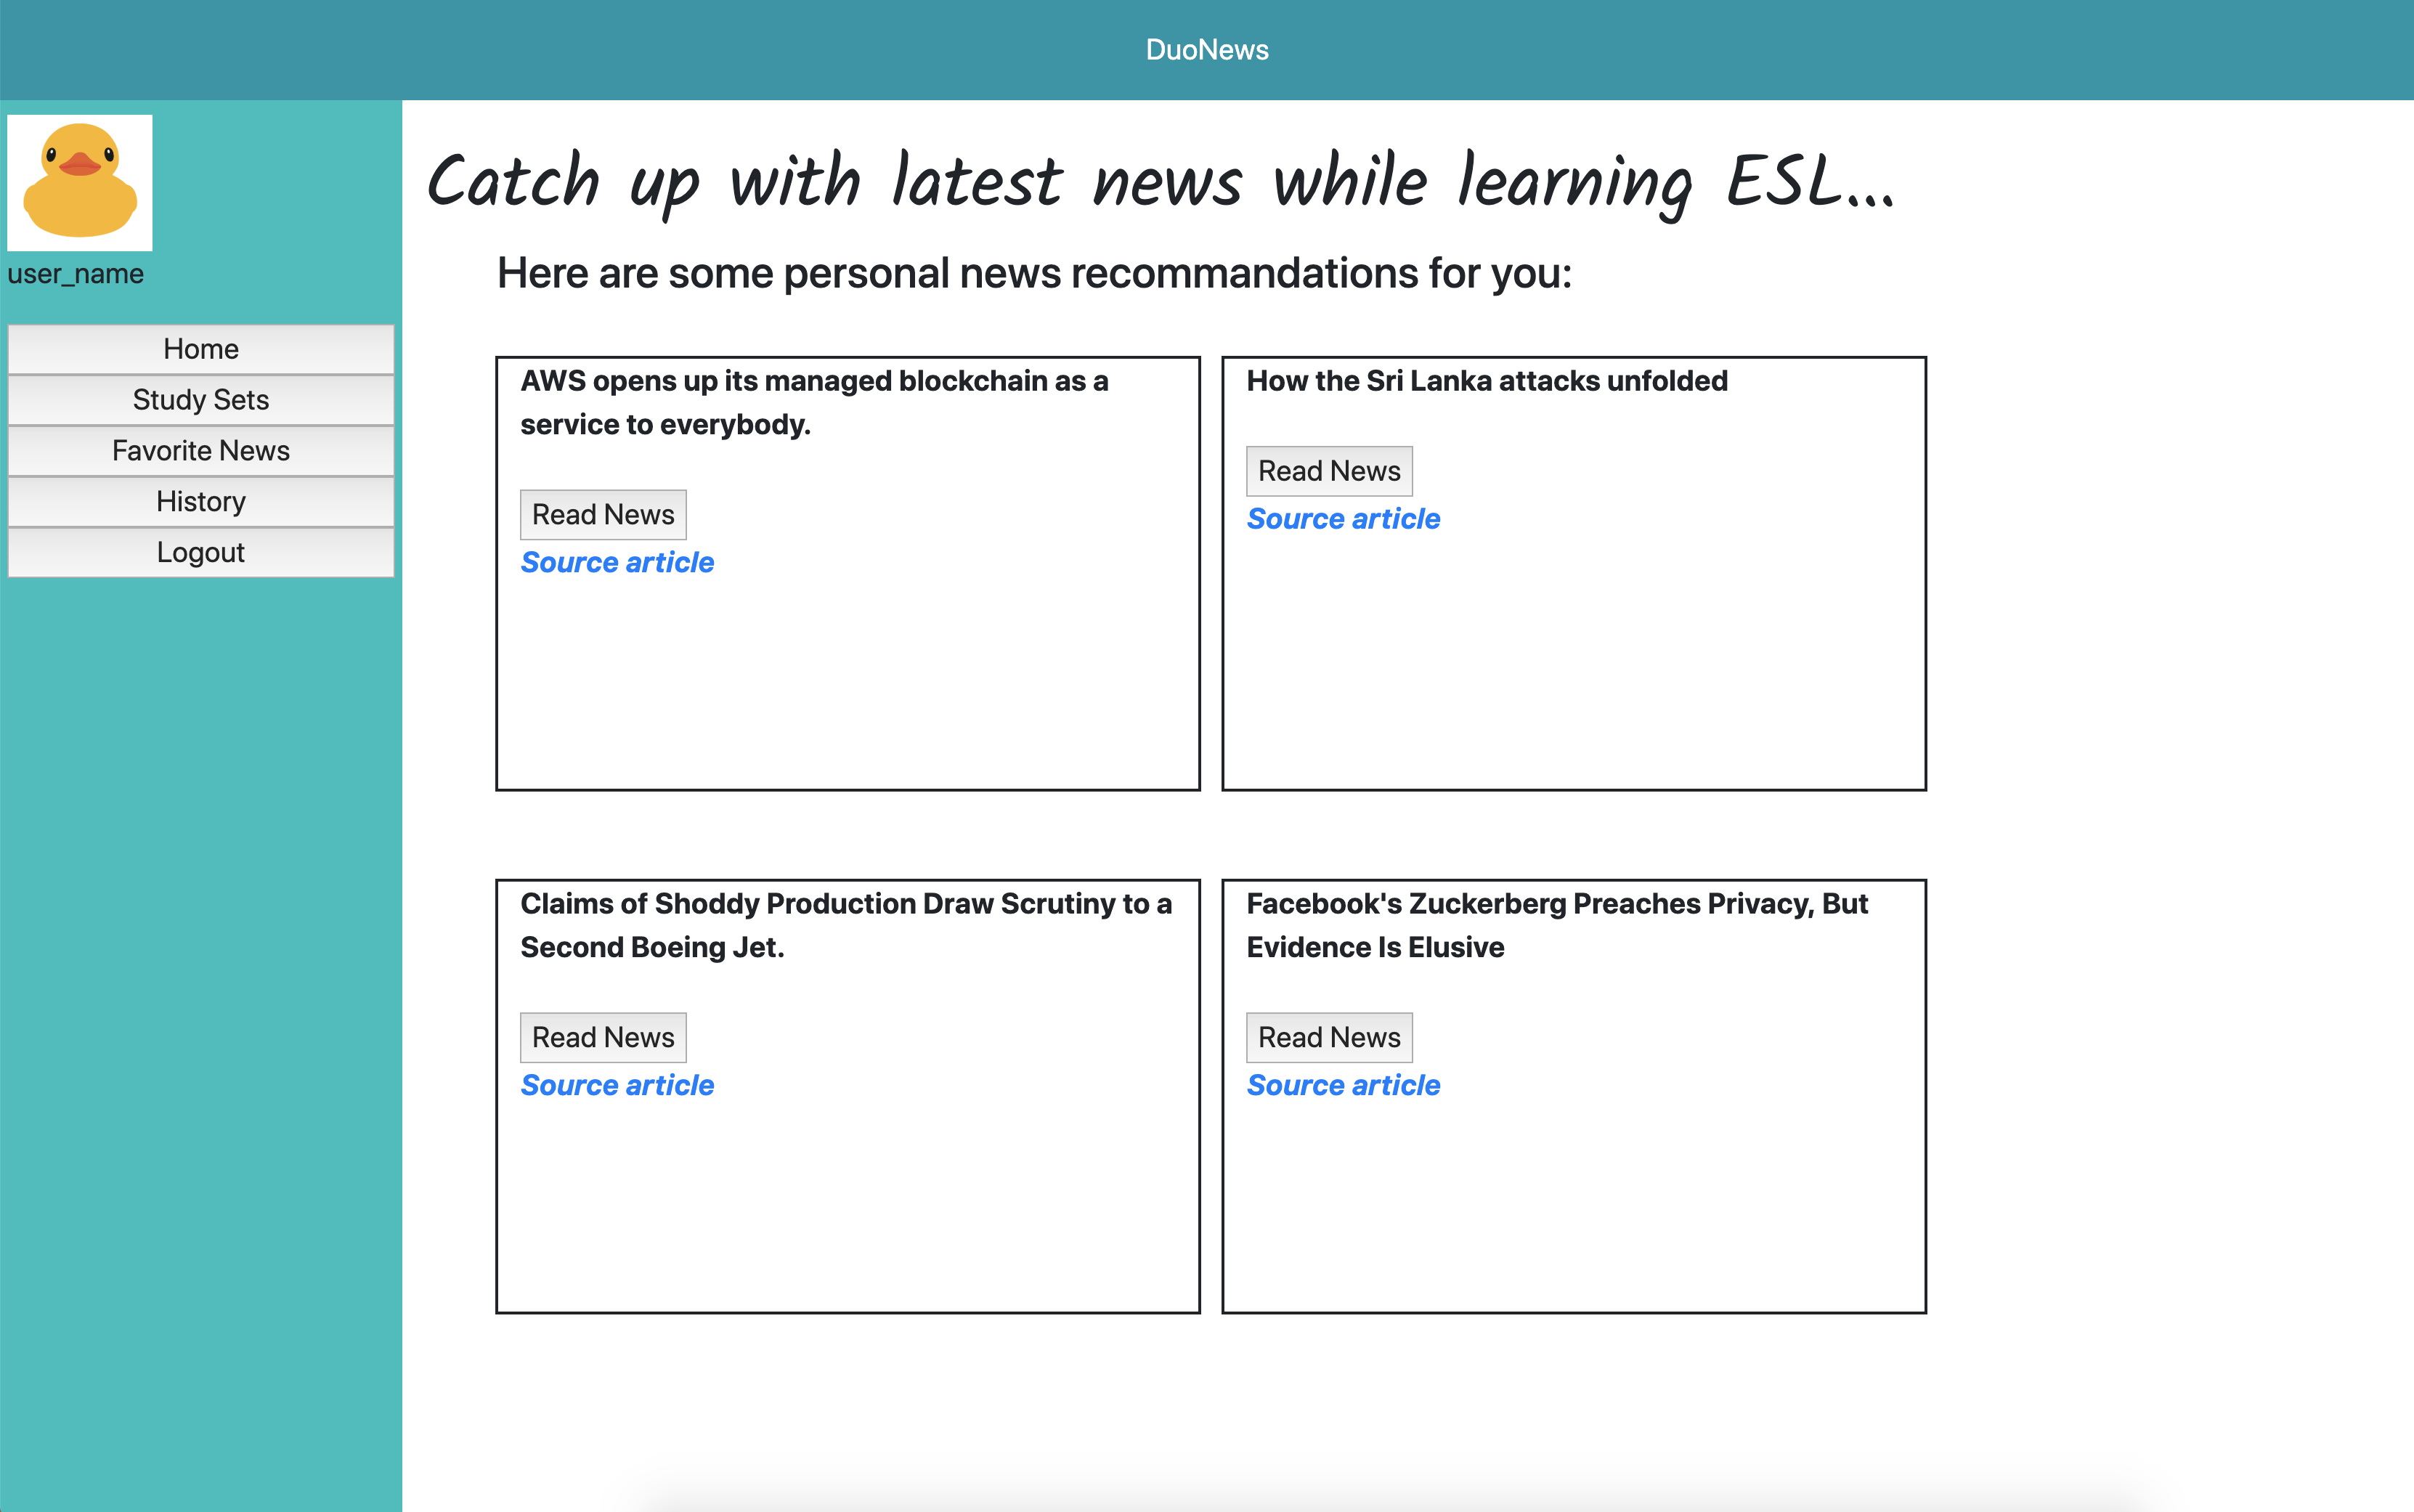 DuoNews
user_name
Home
Study Sets
Favorite News
History
Logout
Catch up with latest news while learning ESL...
Here are some personal news recommandations for you:
AWS opens up its managed blockchain as a
service to everybody.
Read News
Source article
How the Sri Lanka attacks unfolded
Read News
Source article
Claims of Shoddy Production Draw Scrutiny to a
Second Boeing Jet.
Read News
Source article
Facebook's Zuckerberg Preaches Privacy, But
Evidence Is Elusive
Read News
Source article